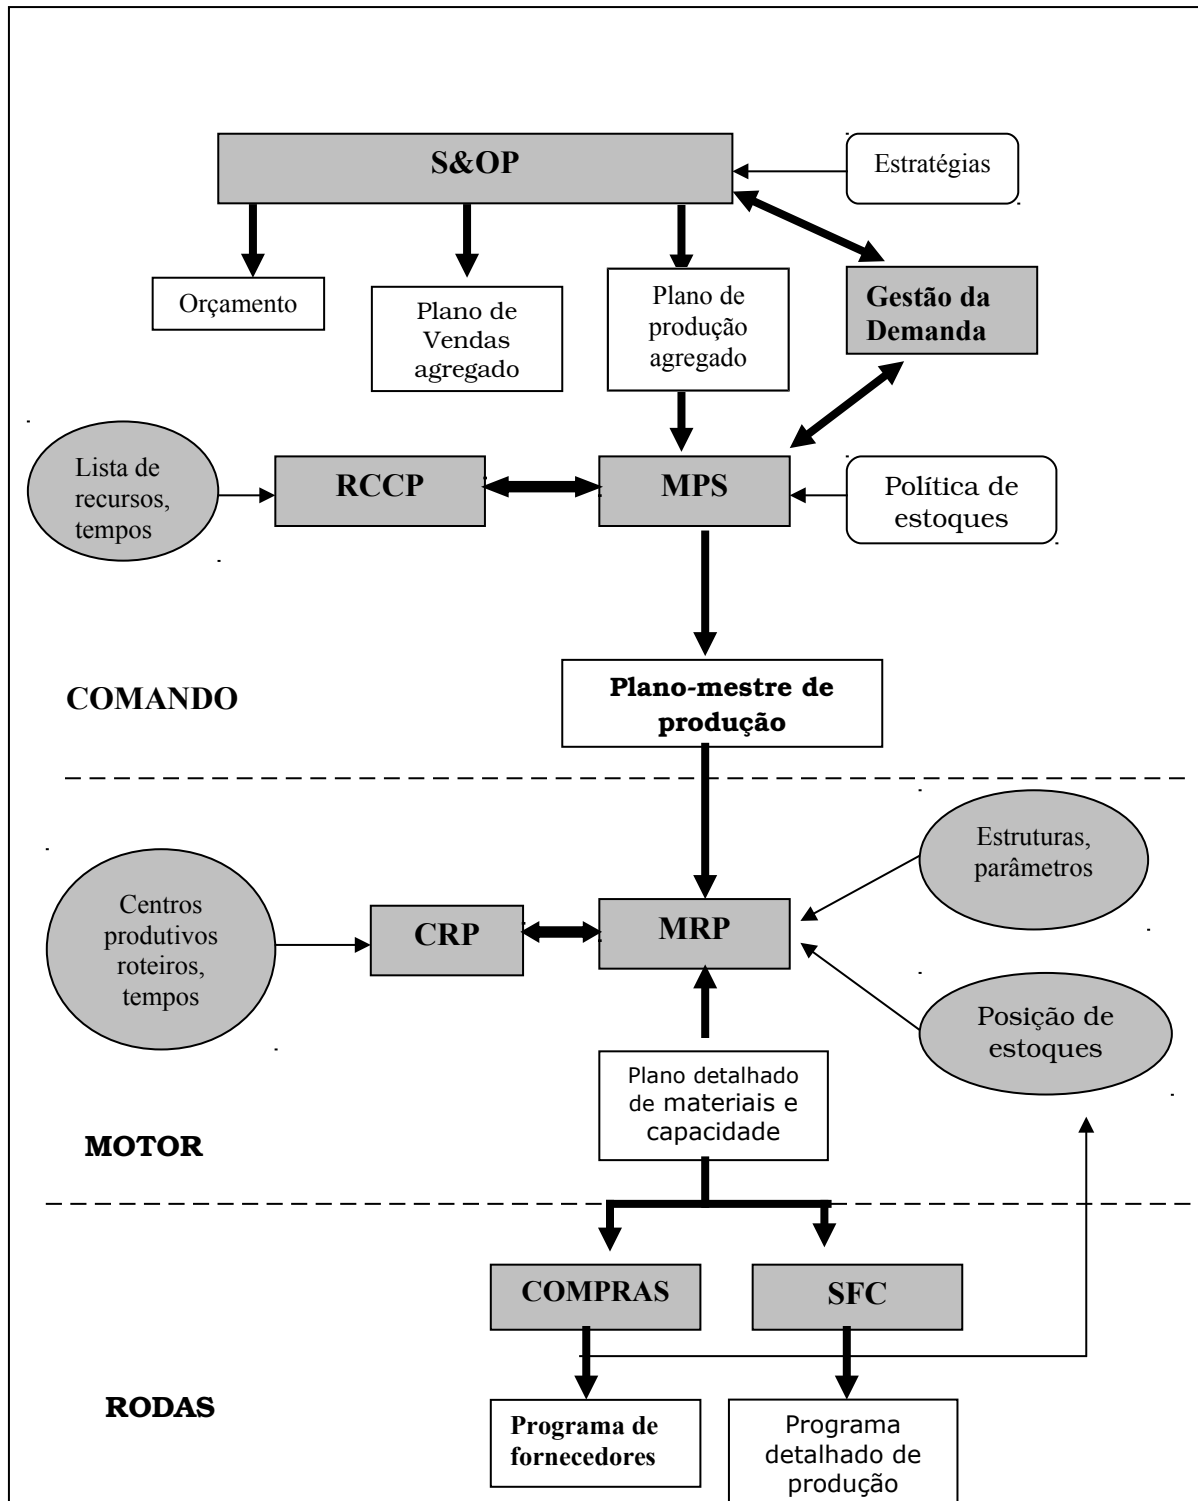 S&OP
Estratégias
Orçamento
Plano de
Vendas
agregado
Plano de
produção
agregado
Gestão da
Demanda
Lista de
recursos,
tempos
RCCP
MPS
Política de
estoques
COMANDO
Plano-mestre de
produção
Estruturas,
parâmetros
Centros
produtivos
roteiros,
tempos
CRP
MRP
Posição de
estoques
Plano detalhado
de materiais e
capacidade
MOTOR
COMPRAS
SFC
RODAS
Programa de
fornecedores
Programa
detalhado de
produção